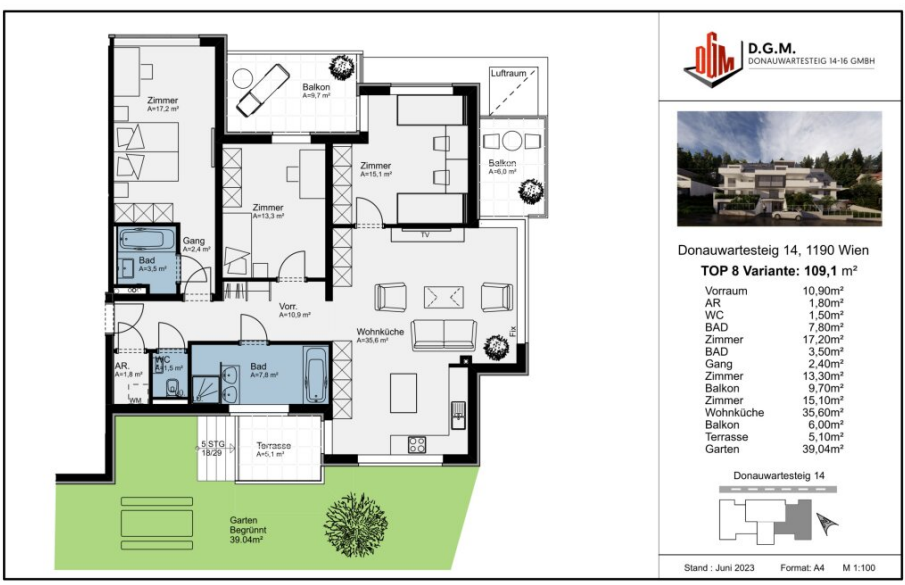 Zimmer
A=17,2 m²
Balkon
A=9,7 m²
Luftraum
Zimmer
A=15,1 m²
Balkon
A=6,0 m²
Zimmer
A=13,3 m²
Gang
A=2,4 m²
Bad
A=3,5 m²
TV
Vorr.
A=10,9 m²
Wohnküche
A=35,6 m²
Fix
AR.
A=1,8 m²
WM
WC
A=1,5 m²
Bad
A=7,8 m²
5 STG
18/29
Terrasse
A=5,1 m²
Garten
Begrünnt
39.04m²
DGM
D.G.M.
DONAUWARTESTEIG 14-16 GMBH
Donauwartesteig 14, 1190 Wien
TOP 8 Variante: 109,1 m²
Vorraum 10,90m²
AR 1,80m²
WC 1,50m²
BAD 7,80m²
Zimmer 17,20m²
BAD 3,50m²
Gang 2,40m²
Zimmer 13,30m²
Balkon 9,70m²
Zimmer 15,10m²
Wohnküche 35,60m²
Balkon 6,00m²
Terrasse 5,10m²
Garten 39,04m²
Donauwartesteig 14
Stand : Juni 2023 Format: A4 M 1:100